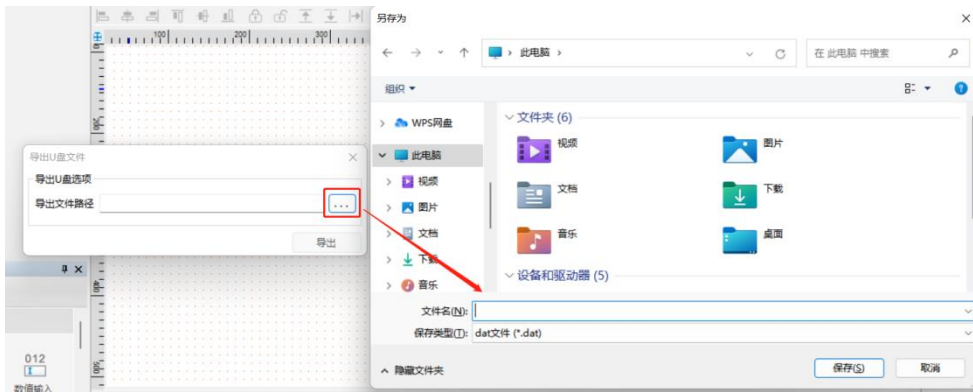 100
200
300
200
400
500
导出U盘文件
导出U盘选项
导出文件路径
...
导出
012
数值输入
另存为
此电脑
在 此电脑 中搜索
组织
WPS网盘
此电脑
视频
图片
文档
下载
音乐
文件夹 (6)
视频
图片
文档
下载
音乐
桌面
设备和驱动器 (5)
文件名(N):
保存类型(T): dat文件 (*.dat)
隐藏文件夹
保存(S)
取消